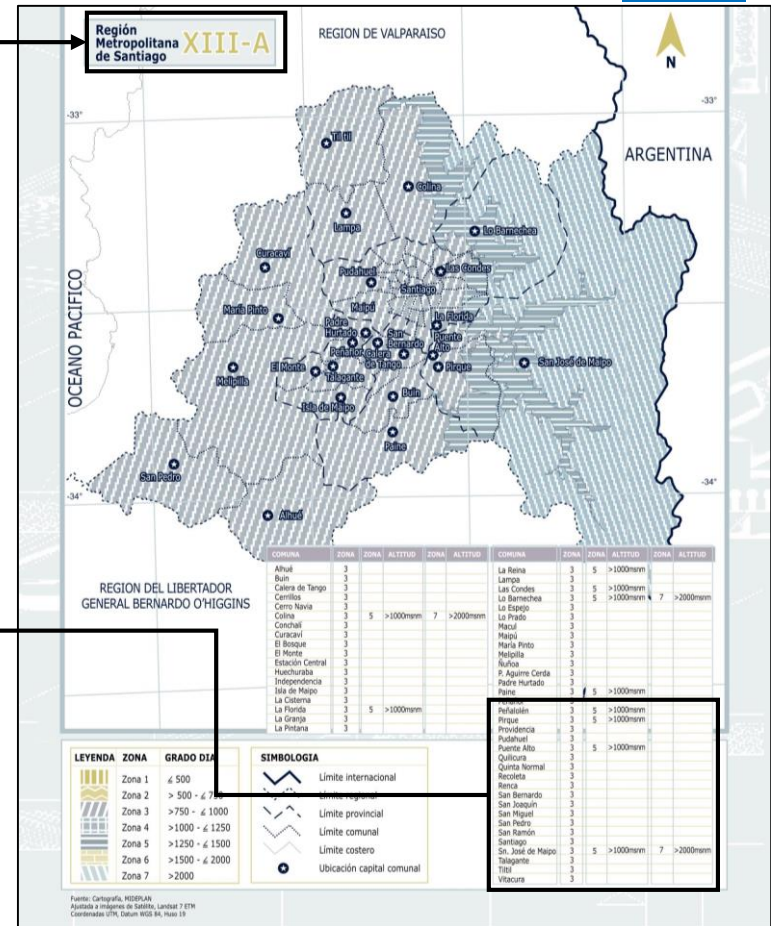 Región
Metropolitana
de Santiago
XIII-A
REGION DE VALPARAISO
N
-33°
-33°
ARGENTINA
Til til
Colina
Lampa
Lo Barnechea
Curacaví
Pudahuel
Las Condes
Santiago
Maipú
María Pinto
Padre
Hurtado
San
Bernardo
La Florida
Puente
Alto
Peñaflor
Calera
de Tango
San José de Maipo
El Monte
Talagante
Pirque
Melipilla
Isla de Maipo
Buin
Paine
OCEANO PACIFICO
San Pedro
-34°
-34°
Alhué
REGION DEL LIBERTADOR
GENERAL BERNARDO O'HIGGINS
COMUNA ZONA ZONA ALTITUD ZONA ALTITUD
Alhué 3
Buin 3
Calera de Tango 3
Cerrillos 3
Cerro Navia 3
Colina 3 5 >1000msnm 7 >2000msnm
Conchalí 3
Curacaví 3
El Bosque 3
El Monte 3
Estación Central 3
Huechuraba 3
Independencia 3
Isla de Maipo 3
La Cisterna 3
La Florida 3 5 >1000msnm
La Granja 3
La Pintana 3
COMUNA ZONA ZONA ALTITUD ZONA ALTITUD
La Reina 3 5 >1000msnm
Lampa 3
Las Condes 3 5 >1000msnm
Lo Barnechea 3 5 >1000msnm 7 >2000msnm
Lo Espejo 3
Lo Prado 3
Macul 3
Maipú 3
María Pinto 3
Melipilla 3
Ñuñoa 3
P. Aguirre Cerda 3
Padre Hurtado 3
Paine 3 5 >1000msnm
Peñaflor 3
Peñalolén 3 5 >1000msnm
Pirque 3 5 >1000msnm
Providencia 3
Pudahuel 3
Puente Alto 3 5 >1000msnm
Quilicura 3
Quinta Normal 3
Recoleta 3
Renca 3
San Bernardo 3
San Joaquín 3
San Miguel 3
San Pedro 3
San Ramón 3
Santiago 3
Sn. José de Maipo 3 5 >1000msnm 7 >2000msnm
Talagante 3
Tiltil 3
Vitacura 3
LEYENDA ZONA GRADO DIA
Zona 1 ≤ 500
Zona 2 > 500 - ≤ 750
Zona 3 >750 - ≤ 1000
Zona 4 >1000 - ≤ 1250
Zona 5 >1250 - ≤ 1500
Zona 6 >1500 - ≤ 2000
Zona 7 >2000
SIMBOLOGIA
Límite internacional
Límite regional
Límite provincial
Límite comunal
Límite costero
Ubicación capital comunal
Fuente: Cartografía, MIDEPLAN
Ajustada a imágenes de Satélite, Landsat 7 ETM
Coordenadas UTM, Datum WGS 84, Huso 19